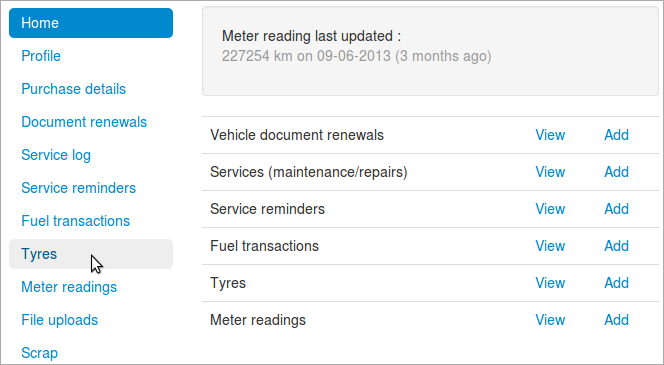 Home
Profile
Purchase details
Document renewals
Service log
Service reminders
Fuel transactions
Tyres
Meter readings
File uploads
Scrap
Meter reading last updated :
227254 km on 09-06-2013 (3 months ago)
Vehicle document renewals View Add
Services (maintenance/repairs) View Add
Service reminders View Add
Fuel transactions View Add
Tyres View Add
Meter readings View Add